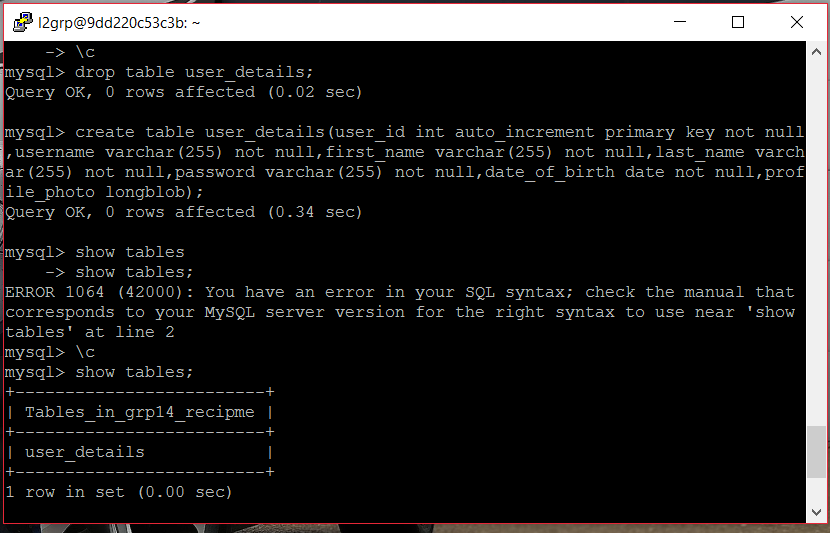 l2grp@9dd220c53c3b: ~
-> \c
mysql> drop table user_details;
Query OK, 0 rows affected (0.02 sec)
mysql> create table user_details(user_id int auto_increment primary key not null
,username varchar(255) not null,first_name varchar(255) not null,last_name varch
ar(255) not null,password varchar(255) not null,date_of_birth date not null,prof
ile_photo longblob);
Query OK, 0 rows affected (0.34 sec)
mysql> show tables
-> show tables;
ERROR 1064 (42000): You have an error in your SQL syntax; check the manual that
corresponds to your MySQL server version for the right syntax to use near 'show
tables' at line 2
mysql> \c
mysql> show tables;
+-------------------------+
| Tables_in_grp14_recipme |
+-------------------------+
| user_details            |
+-------------------------+
1 row in set (0.00 sec)